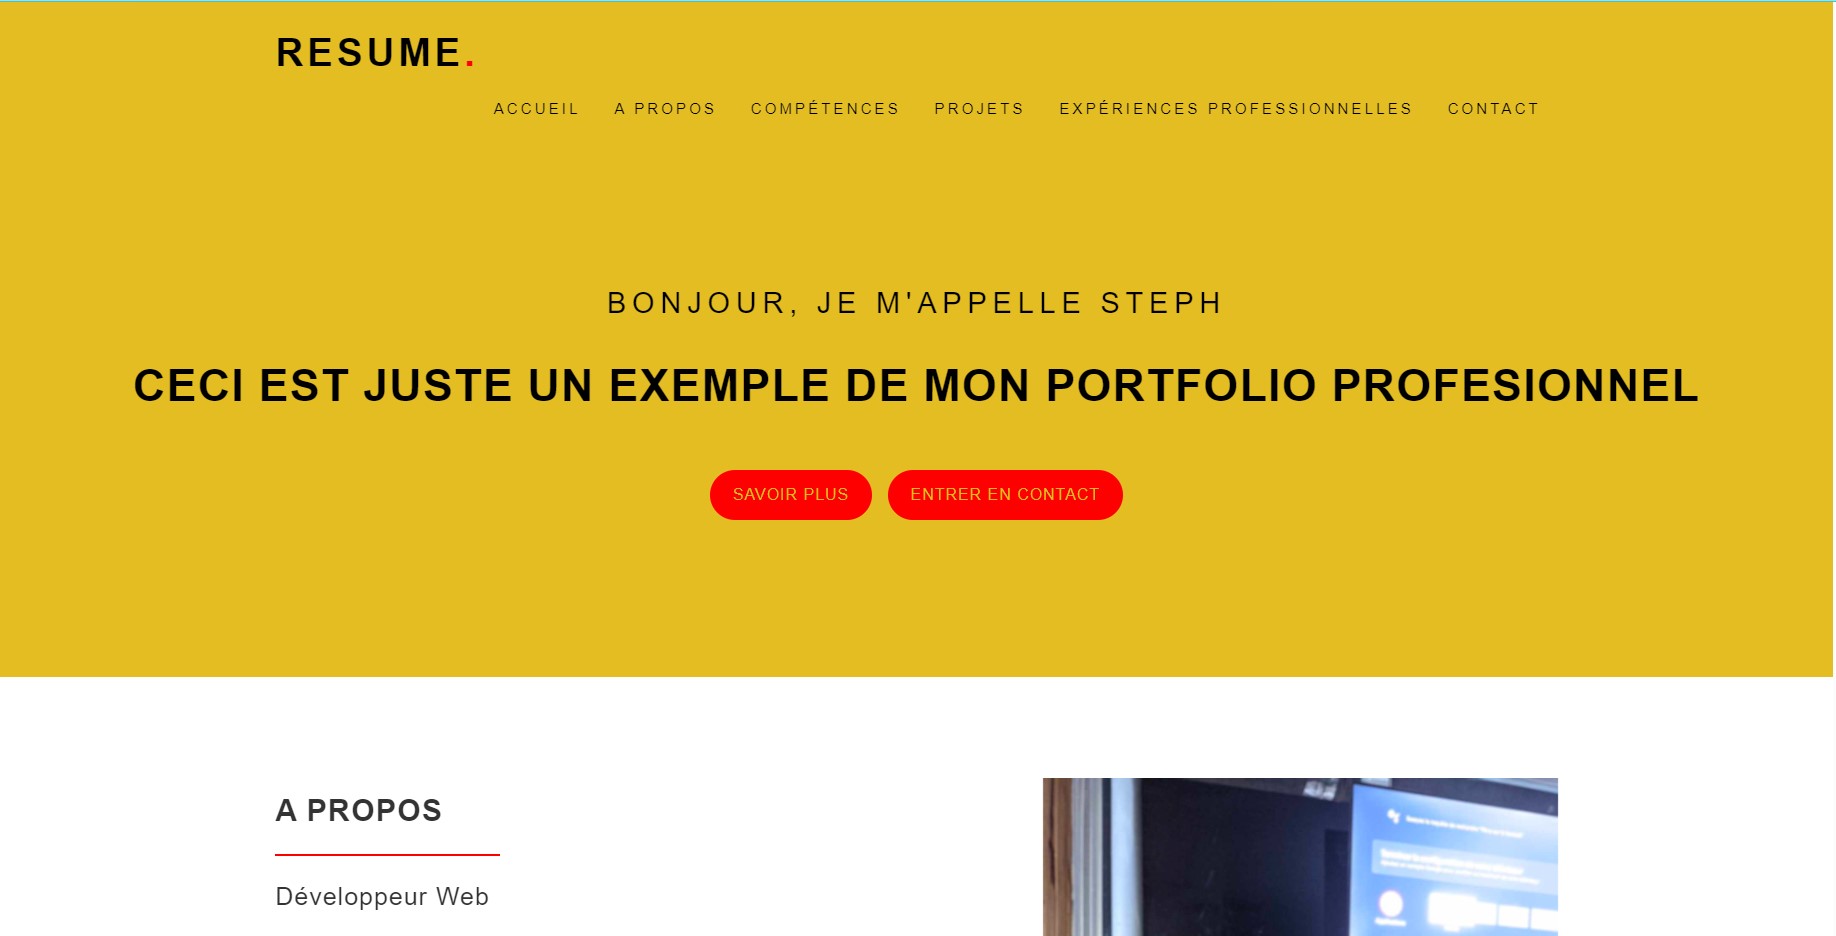 RESUME.
ACCUEIL A PROPOS COMPÉTENCES PROJETS EXPÉRIENCES PROFESSIONNELLES CONTACT
BONJOUR, JE M'APPELLE STEPH
CECI EST JUSTE UN EXEMPLE DE MON PORTFOLIO PROFESIONNEL
SAVOIR PLUS ENTRER EN CONTACT
A PROPOS
Développeur Web